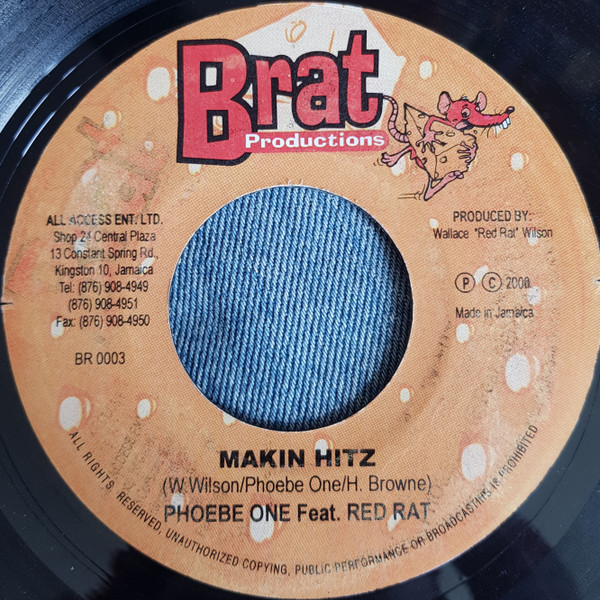 Brat
Productions
ALL ACCESS ENT. LTD.
Shop 24 Central Plaza
13 Constant Spring Rd.,
Kingston 10, Jamaica
Tel: (876) 908-4949
(876) 908-4951
Fax: (876) 908-4950
BR 0003
PRODUCED BY:
Wallace "Red Rat" Wilson
Ⓟ Ⓒ 2000
Made in Jamaica
MAKIN HITZ
(W.Wilson/Phoebe One/H. Browne)
PHOEBE ONE Feat. RED RAT
ALL RIGHTS RESERVED, UNAUTHORIZED COPYING, PUBLIC PERFORMANCE OR BROADCASTING IS PROHIBITED